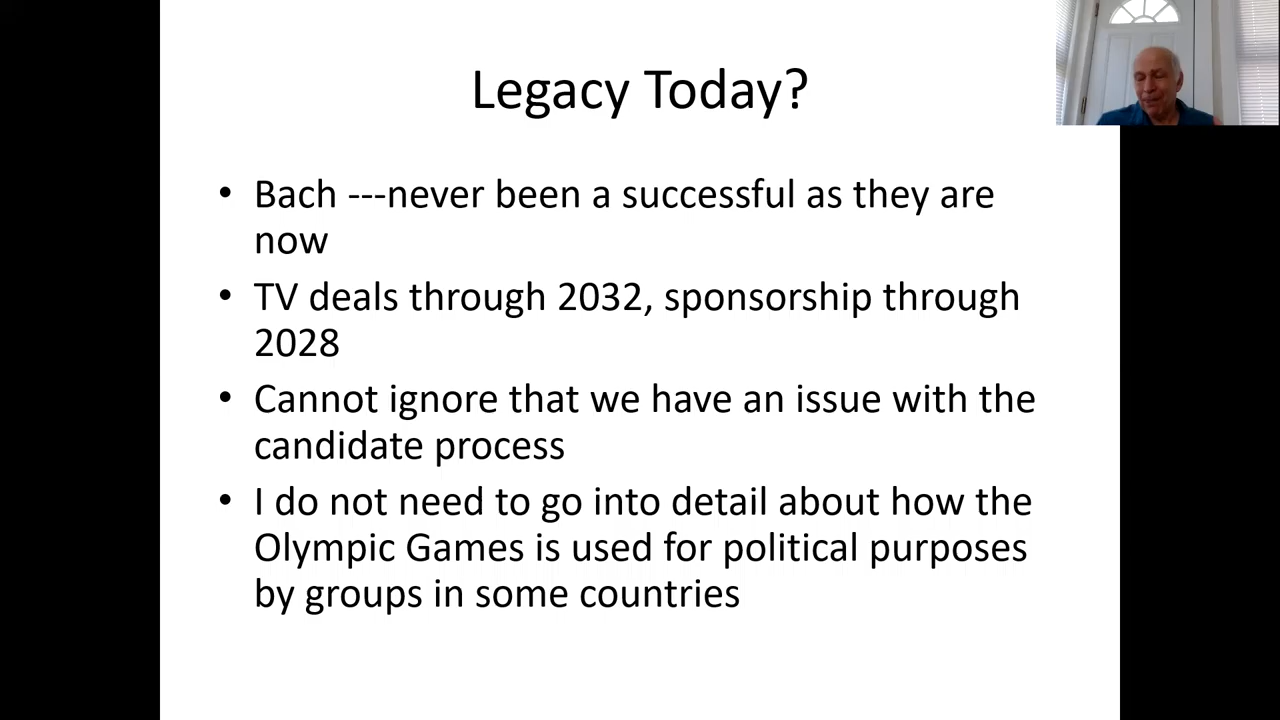 Legacy Today?
• Bach ---never been a successful as they are
now
• TV deals through 2032, sponsorship through
2028
• Cannot ignore that we have an issue with the
candidate process
• I do not need to go into detail about how the
Olympic Games is used for political purposes
by groups in some countries